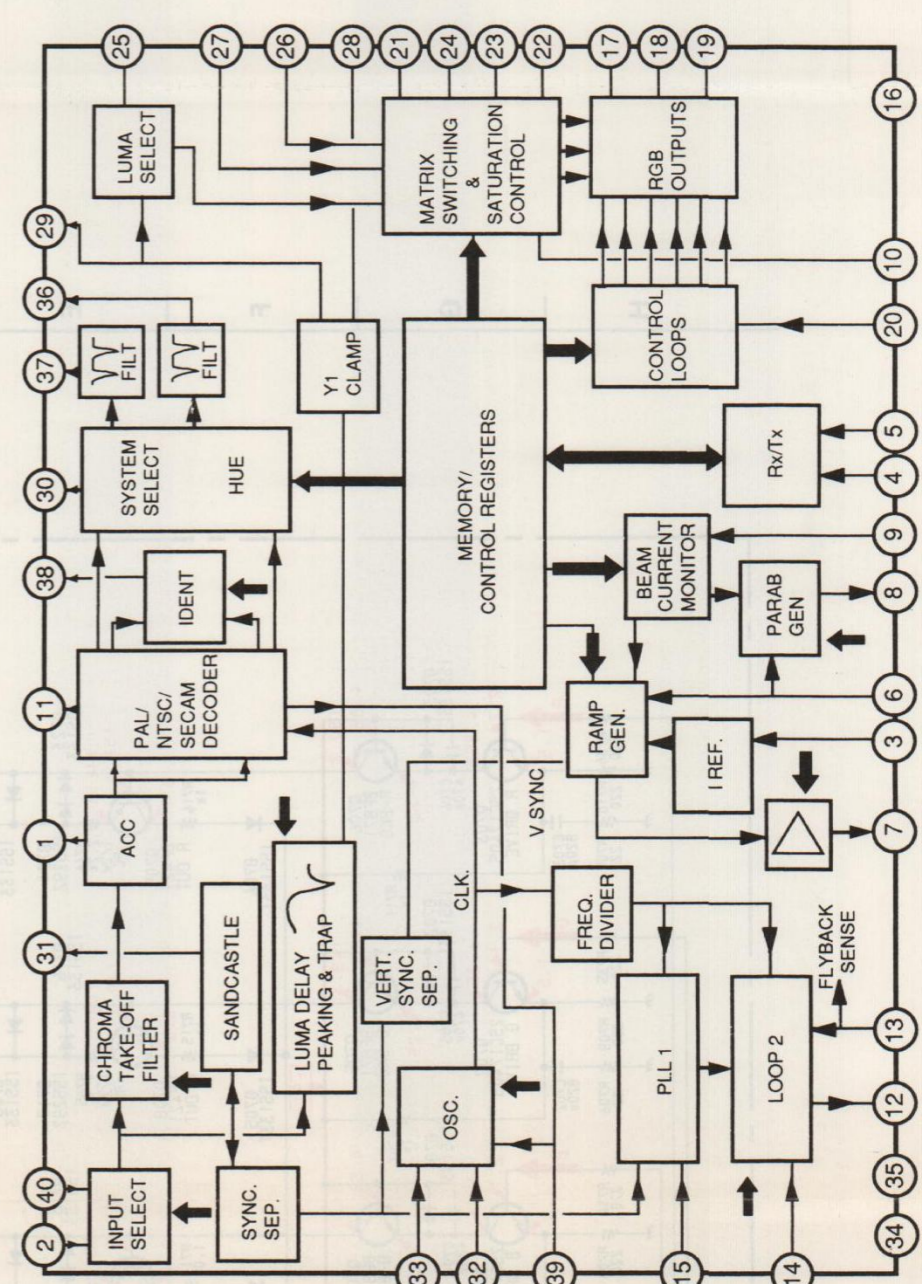 25
27
26
28
21
24
23
22
17
18
19
16
29
36
37
30
38
11
1
31
40
2
LUMA
SELECT
MATRIX
SWITCHING
&
SATURATION
CONTROL
RGB
OUTPUTS
FILT
FILT
Y1
CLAMP
CONTROL
LOOPS
10
20
SYSTEM
SELECT
HUE
MEMORY/
CONTROL REGISTERS
Rx/Tx
5
4
IDENT
BEAM
CURRENT
MONITOR
9
PAL/
NTSC/
SECAM
DECODER
PARAB
GEN
8
RAMP
GEN.
6
V. SYNC
I REF.
3
ACC
7
SANDCASTLE
LUMA DELAY
PEAKING & TRAP
CHROMA
TAKE-OFF
FILTER
VERT.
SYNC.
SEP.
CLK.
FREQ.
DIVIDER
FLYBACK
SENSE
13
OSC.
PLL 1
LOOP 2
12
INPUT
SELECT
SYNC.
SEP.
35
33
32
39
15
14
34